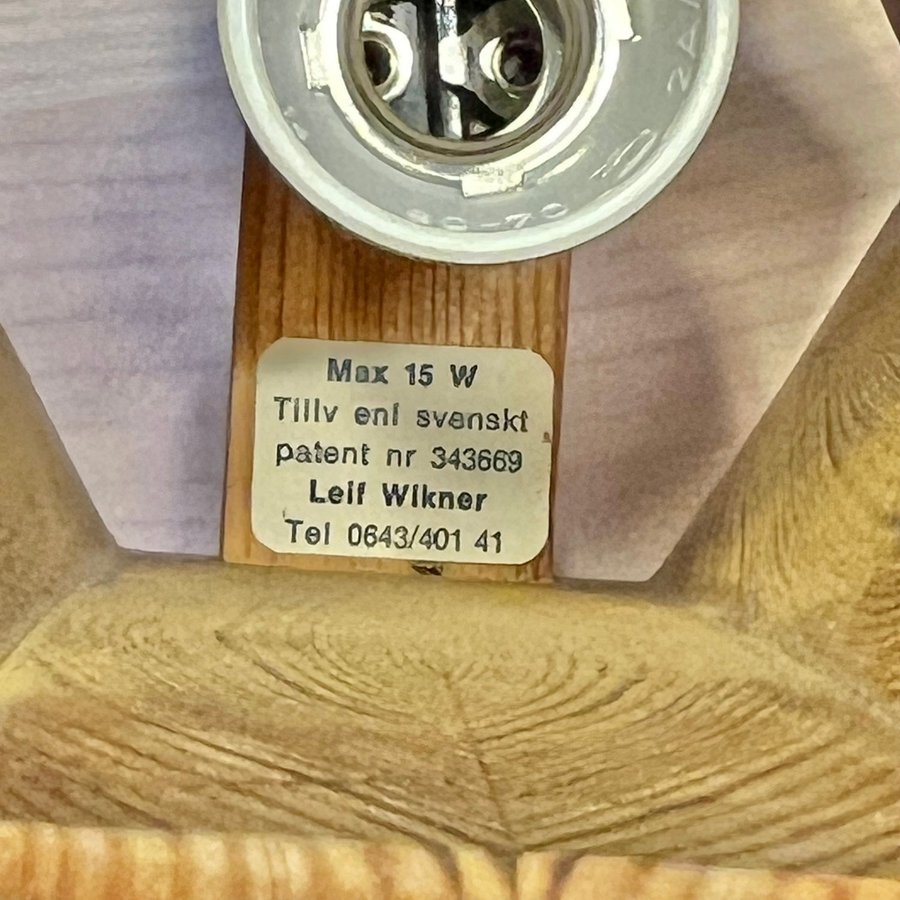 Max 15 W
Tillv enl svenskt
patent nr 343669
Leif Wikner
Tel 0643/401 41